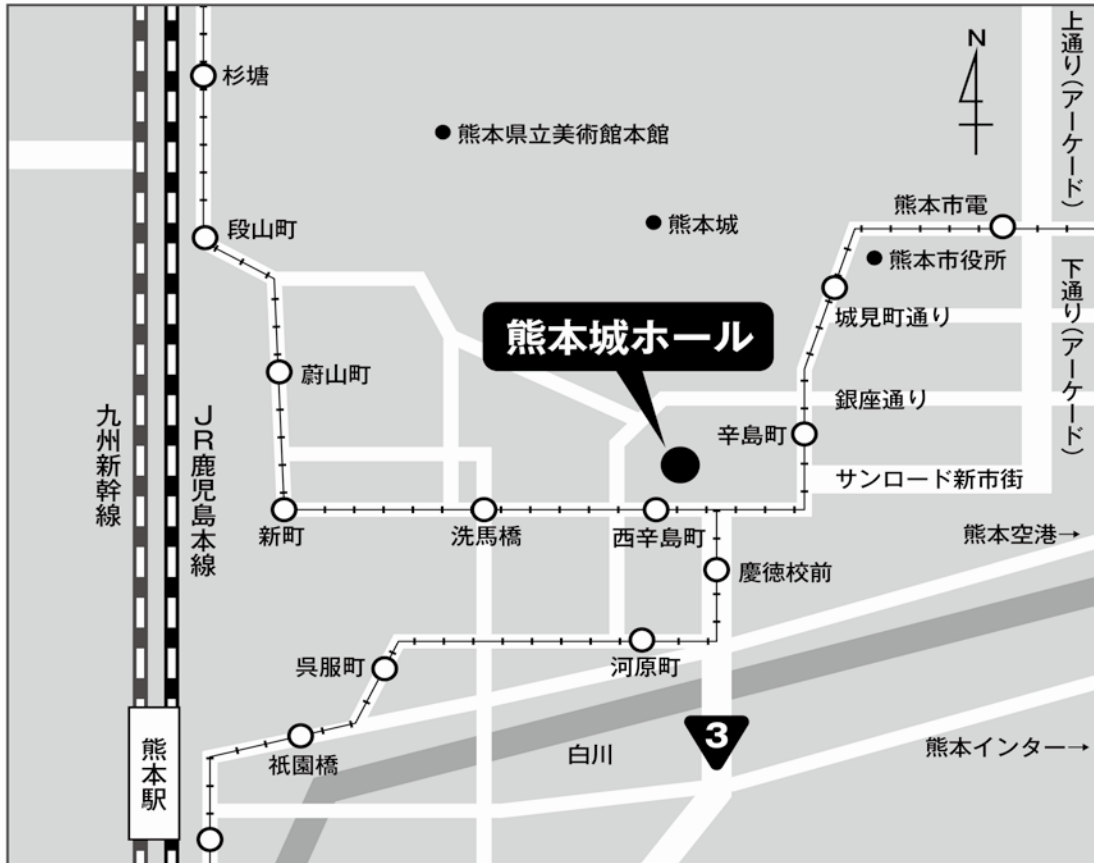 N
上通り(アーケード)
杉塘
熊本県立美術館本館
熊本城
熊本市電
段山町
熊本市役所
下通り(アーケード)
城見町通り
熊本城ホール
蔚山町
銀座通り
九州新幹線
JR鹿児島本線
辛島町
サンロード新市街
新町
洗馬橋
西辛島町
熊本空港→
慶徳校前
呉服町
河原町
3
熊本駅
祇園橋
白川
熊本インター→